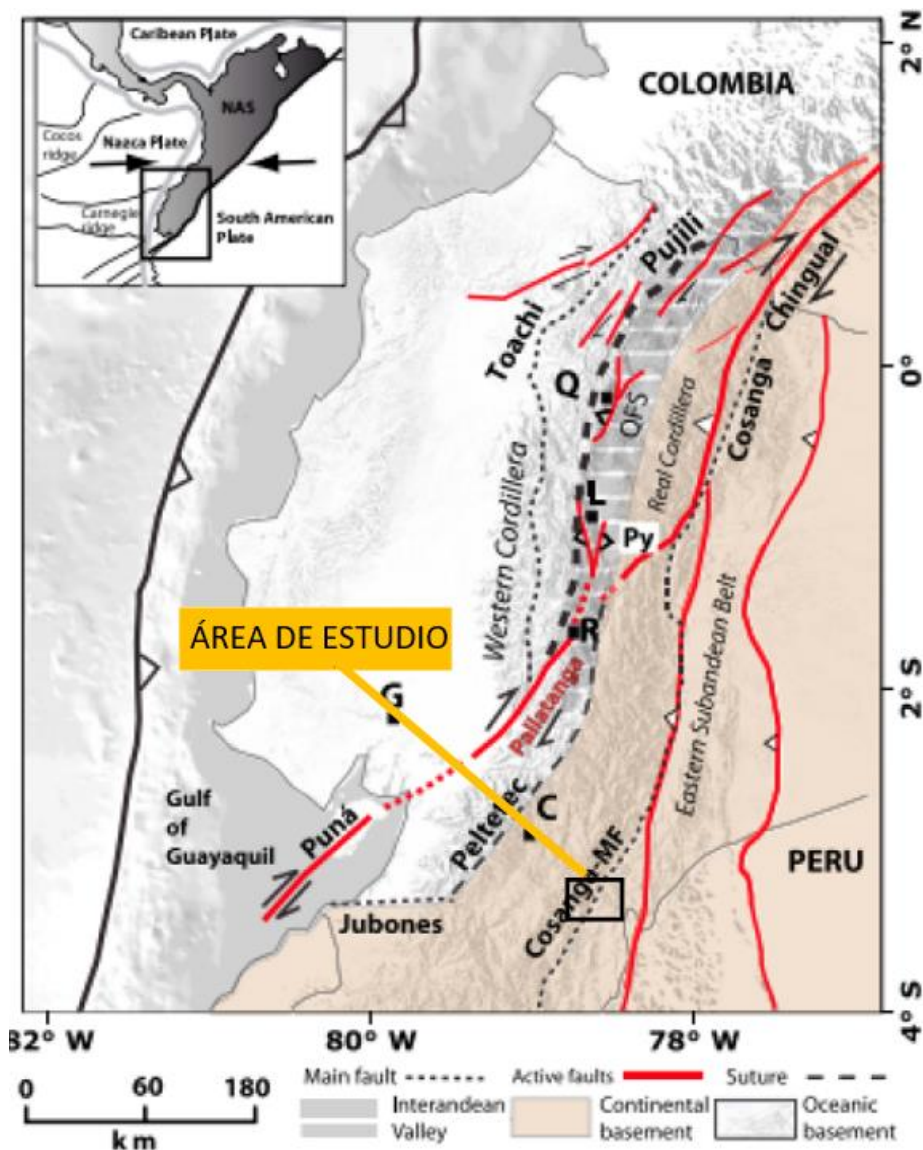 Caribean Plate
NAS
Cocos
ridge
Nazca Plate
Carnegie
ridge
South American
Plate
COLOMBIA
2° N
Pujili
Chingual
Toachi
0°
Q
QFS
Cosanga
Real Cordillera
Western Cordillera
L
Py
ÁREA DE ESTUDIO
R
Eastern Subandean Belt
2° S
G
Pallatanga
Gulf
of
Guayaquil
Puná
Peltetec
C
PERU
Cosanga-MF
Jubones
4° S
82° W
80° W
78° W
0 60 180
km
Main fault
Active faults
Suture
Interandean
Valley
Continental
basement
Oceanic
basement